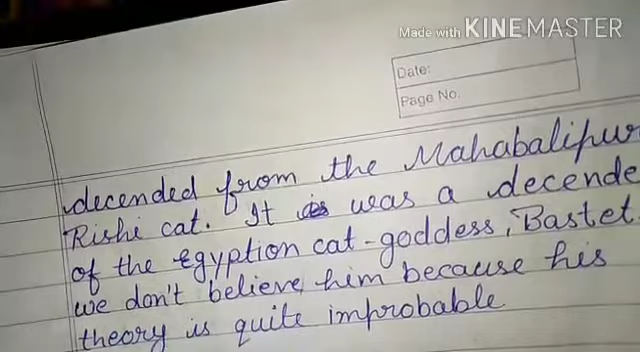 Made with KINEMASTER
Date:
Page No.
decended from the Mahabalipur
Rishi cat. It is was a decende
of the egyption cat-goddess, Bastet.
we don't believe him because his
theory is quite improbable